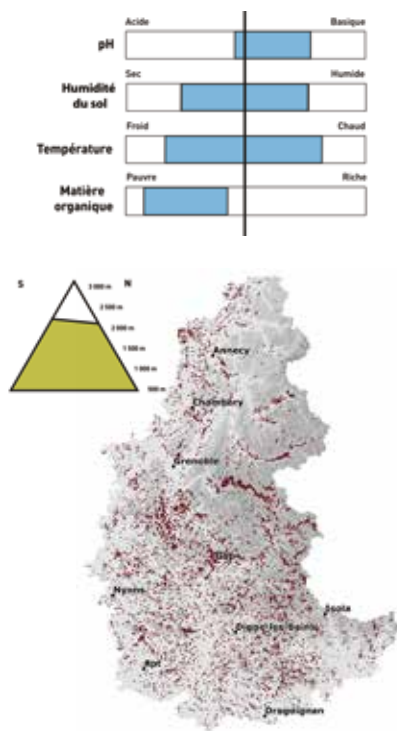 Acide Basique
pH
Sec Humide
Humidité
du sol
Froid Chaud
Température
Pauvre Riche
Matière
organique
S N
3 000 m
2 500 m
2 000 m
1 500 m
1 000 m
500 m
Annecy
Chambéry
Grenoble
Gap
Nyons
Isola
Digne-les-Bains
Apt
Draguignan